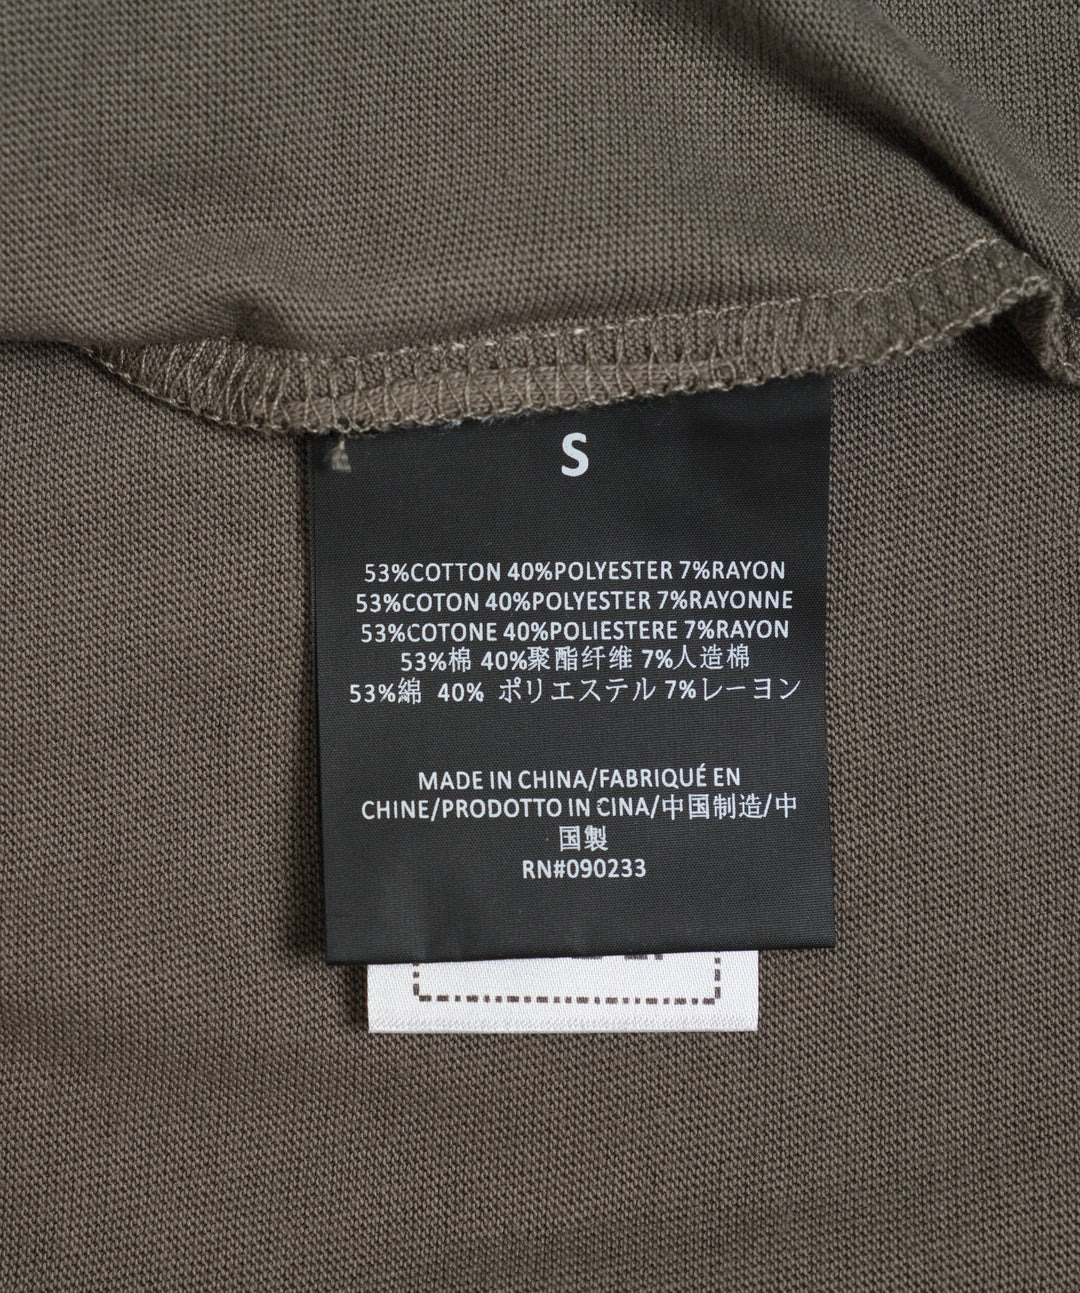 S
53%COTTON 40%POLYESTER 7%RAYON
53%COTON 40%POLYESTER 7%RAYONNE
53%COTONE 40%POLIESTERE 7%RAYON
53%棉 40%聚酯纤维 7%人造棉
53%綿 40% ポリエステル 7%レーヨン
MADE IN CHINA/FABRIQUÉ EN
CHINE/PRODOTTO IN CINA/中国制造/中
国製
RN#090233